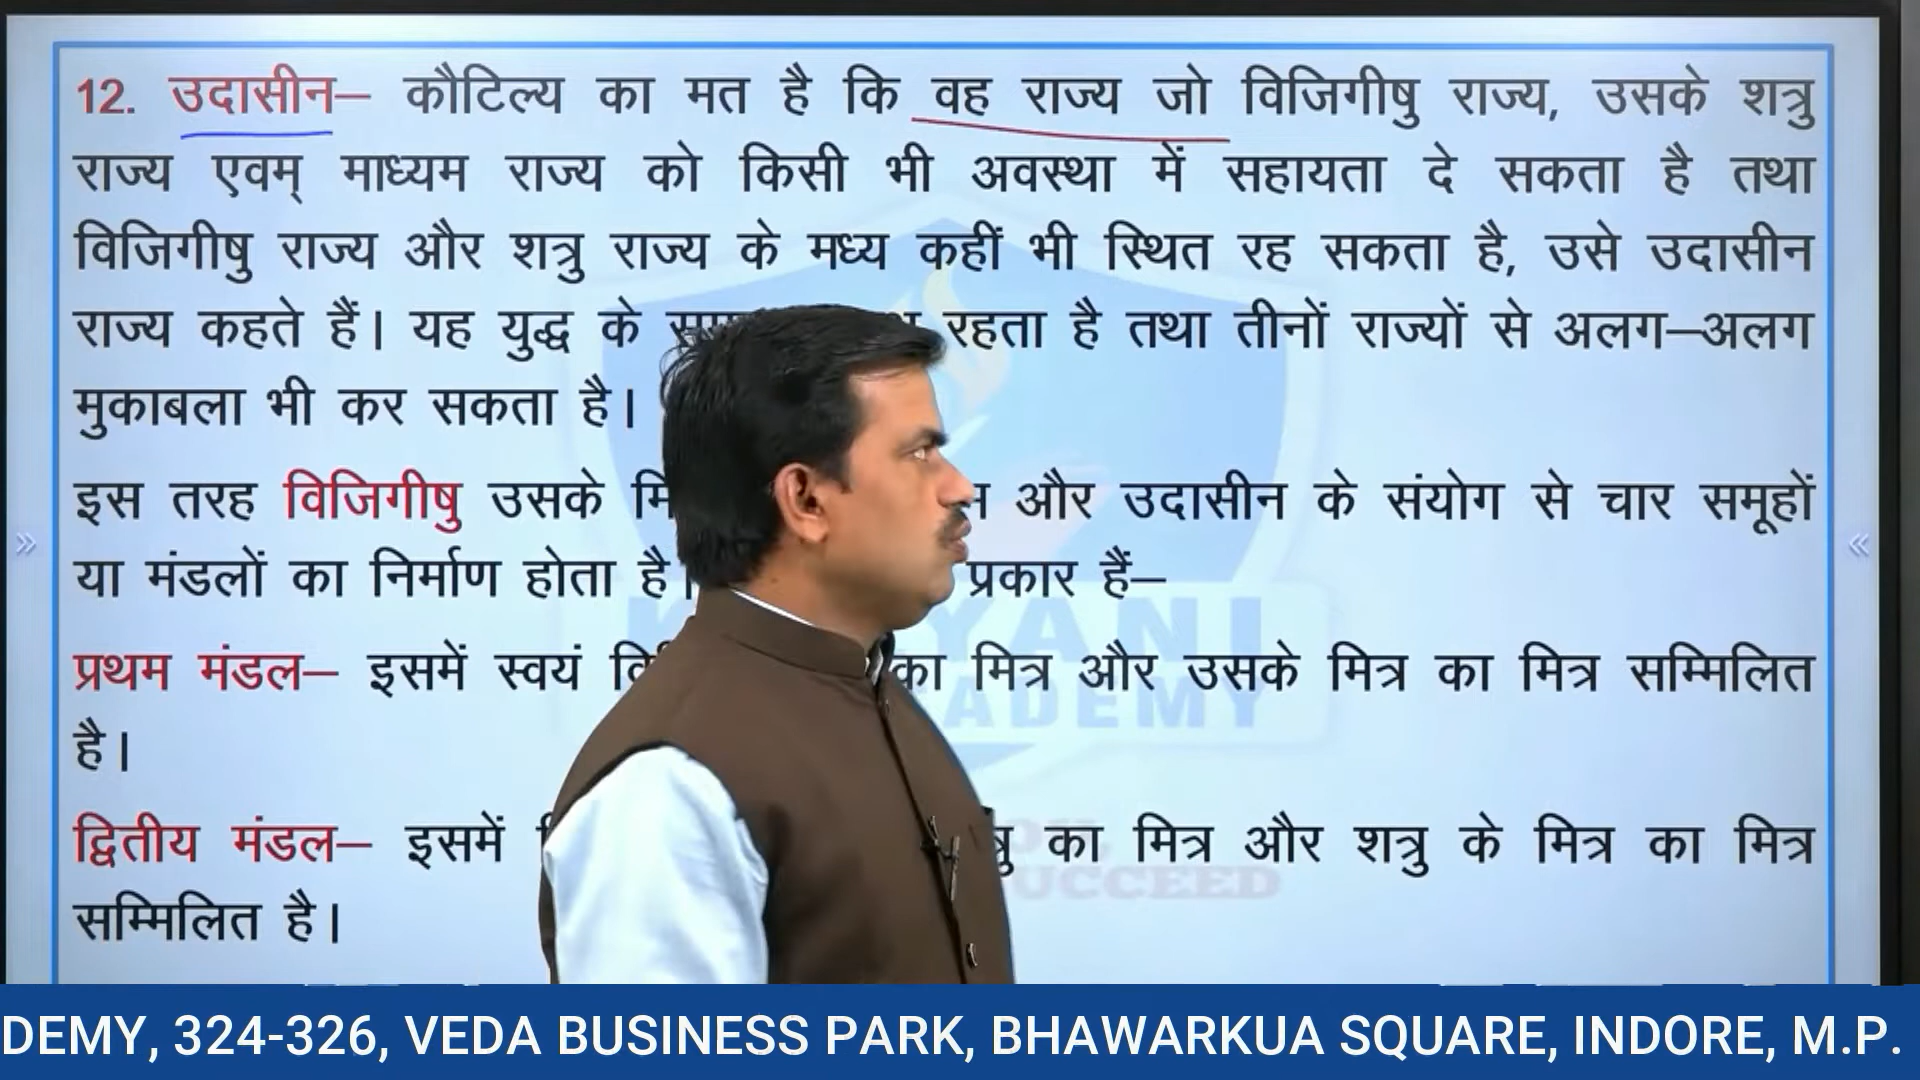 12. उदासीन– कौटिल्य का मत है कि वह राज्य जो विजिगीषु राज्य, उसके शत्रु
राज्य एवम् माध्यम राज्य को किसी भी अवस्था में सहायता दे सकता है तथा
विजिगीषु राज्य और शत्रु राज्य के मध्य कहीं भी स्थित रह सकता है, उसे उदासीन
राज्य कहते हैं। यह युद्ध के रहता है तथा तीनों राज्यों से अलग–अलग
मुकाबला भी कर सकता है।
इस तरह विजिगीषु उसके और उदासीन के संयोग से चार समूहों
या मंडलों का निर्माण होता है। प्रकार हैं–
प्रथम मंडल– इसमें स्वयं का मित्र और उसके मित्र का मित्र सम्मिलित
है।
द्वितीय मंडल– इसमें का मित्र और शत्रु के मित्र का मित्र
सम्मिलित है।
DEMY, 324-326, VEDA BUSINESS PARK, BHAWARKUA SQUARE, INDORE, M.P.